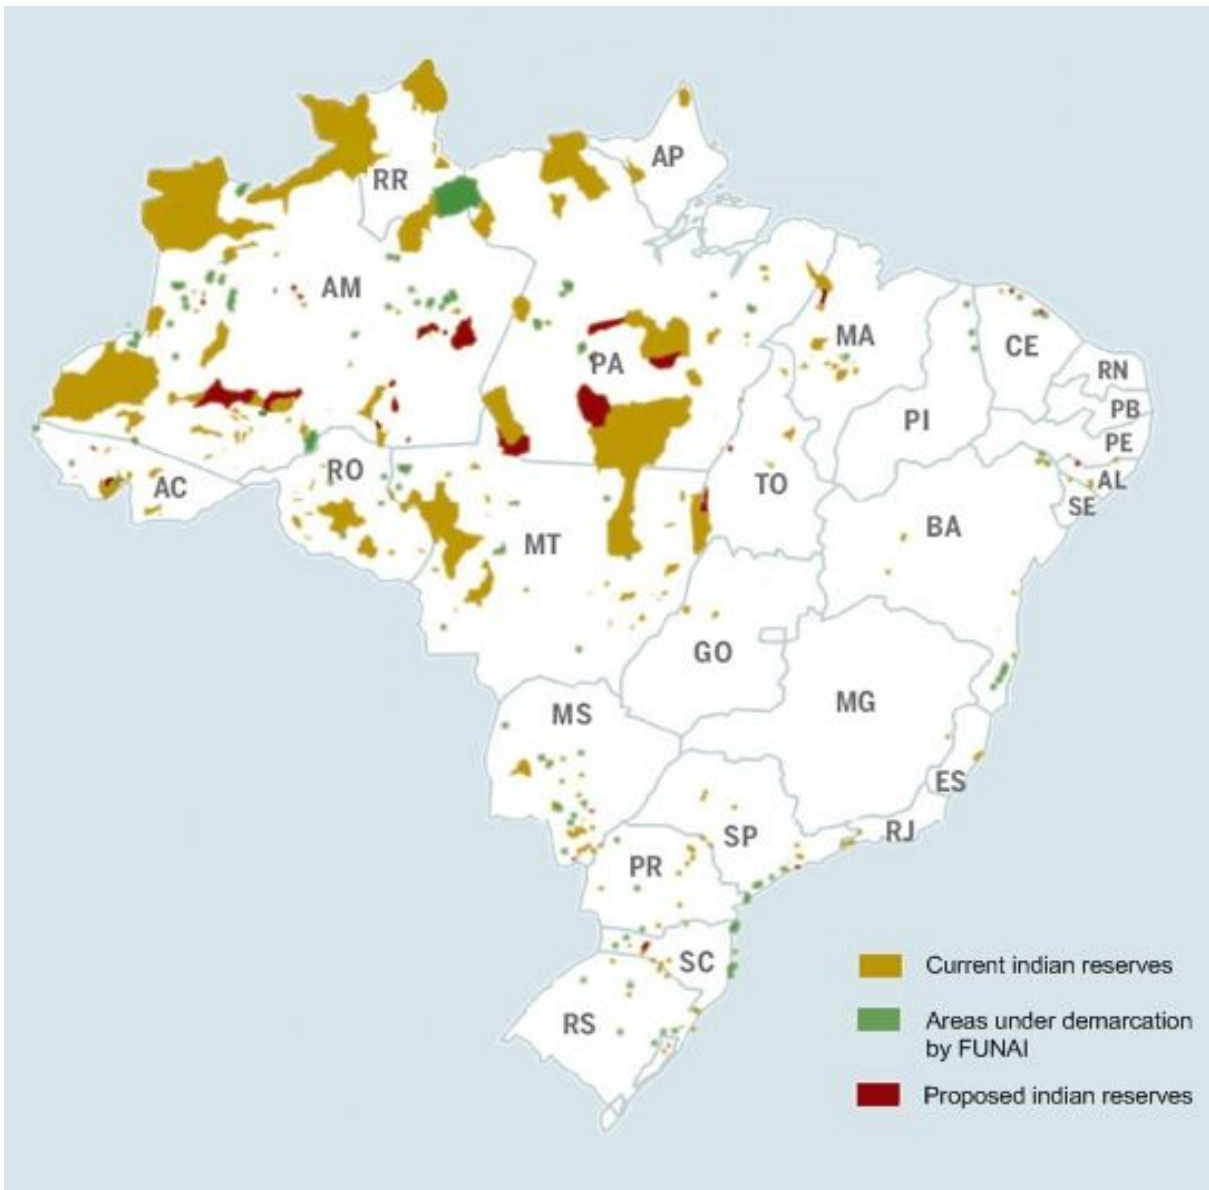 AP
RR
AM
MA
CE
PA
RN
PB
PI
PE
RO
AC
TO
AL
SE
BA
MT
GO
MG
MS
ES
SP
RJ
PR
SC
RS
Current indian reserves
Areas under demarcation
by FUNAI
Proposed indian reserves